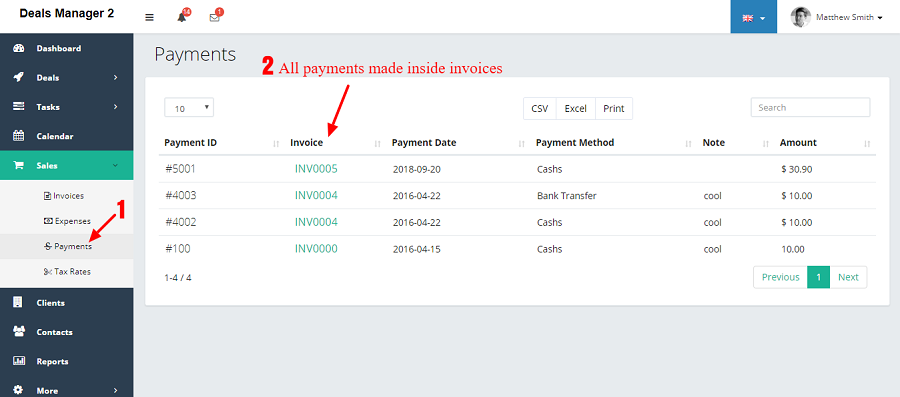 Deals Manager 2
14
1
Matthew Smith
Dashboard
Deals
Tasks
Calendar
Sales
Invoices
Expenses
Payments
Tax Rates
Clients
Contacts
Reports
More
1
Payments
2 All payments made inside invoices
10
CSV Excel Print
Search
Payment ID Invoice Payment Date Payment Method Note Amount
#5001 INV0005 2018-09-20 Cashs $ 30.90
#4003 INV0004 2016-04-22 Bank Transfer cool $ 10.00
#4002 INV0004 2016-04-22 Cashs cool $ 10.00
#100 INV0000 2016-04-15 Cashs cool 10.00
1-4 / 4
Previous 1 Next